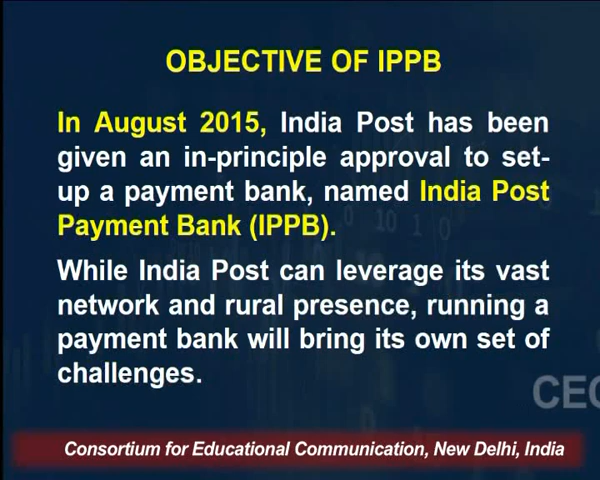 OBJECTIVE OF IPPB
In August 2015, India Post has been
given an in-principle approval to set-
up a payment bank, named India Post
Payment Bank (IPPB).
While India Post can leverage its vast
network and rural presence, running a
payment bank will bring its own set of
challenges.
CEC
Consortium for Educational Communication, New Delhi, India